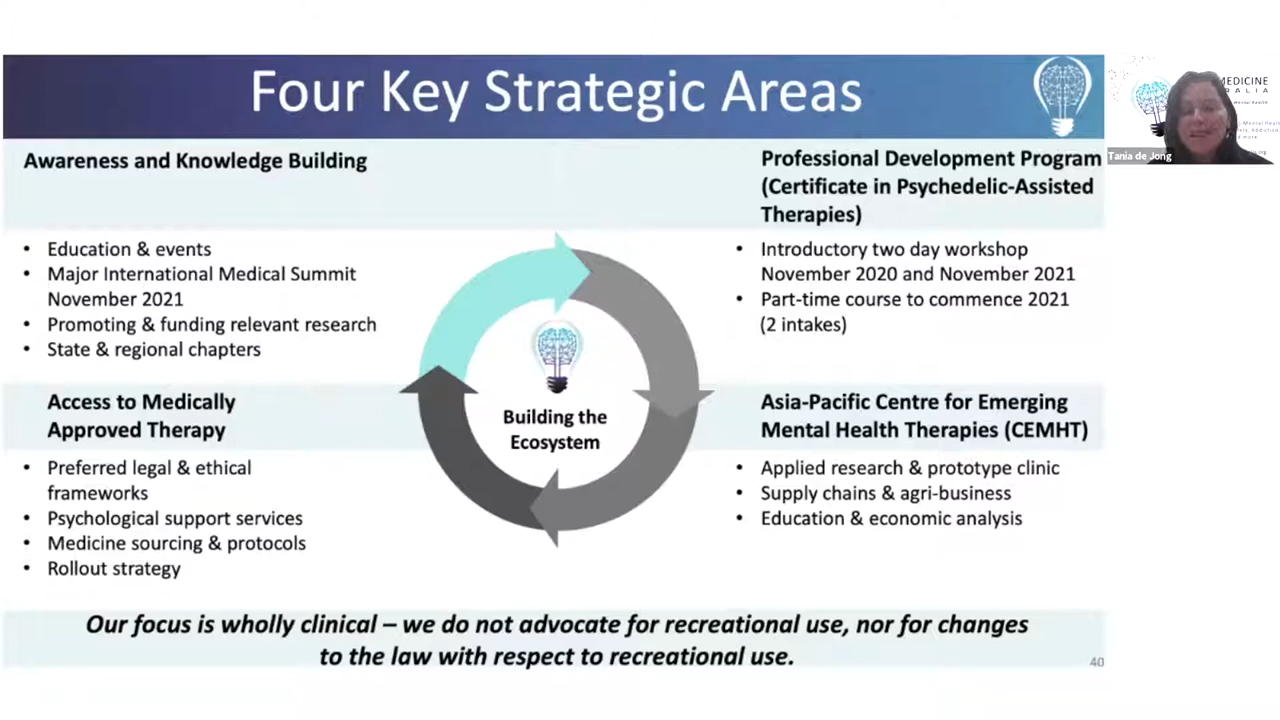 Four Key Strategic Areas
Awareness and Knowledge Building
• Education & events
• Major International Medical Summit
November 2021
• Promoting & funding relevant research
• State & regional chapters
Professional Development Program
(Certificate in Psychedelic-Assisted
Therapies)
• Introductory two day workshop
November 2020 and November 2021
• Part-time course to commence 2021
(2 intakes)
Building the
Ecosystem
Access to Medically
Approved Therapy
• Preferred legal & ethical
frameworks
• Psychological support services
• Medicine sourcing & protocols
• Rollout strategy
Asia-Pacific Centre for Emerging
Mental Health Therapies (CEMHT)
• Applied research & prototype clinic
• Supply chains & agri-business
• Education & economic analysis
Our focus is wholly clinical – we do not advocate for recreational use, nor for changes
to the law with respect to recreational use.
40
MEDICINE
Tania de Jong